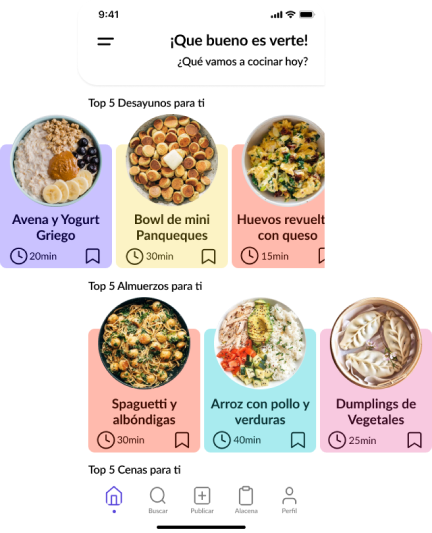 9:41
¡Que bueno es verte!
¿Qué vamos a cocinar hoy?
Top 5 Desayunos para ti
Avena y Yogurt
Griego
20min
Bowl de mini
Panqueques
30min
Huevos revuelt
con queso
15min
Top 5 Almuerzos para ti
Spaguetti y
albóndigas
30min
Arroz con pollo y
verduras
40min
Dumplings de
Vegetales
25min
Top 5 Cenas para ti
Buscar
Publicar
Alacena
Perfil